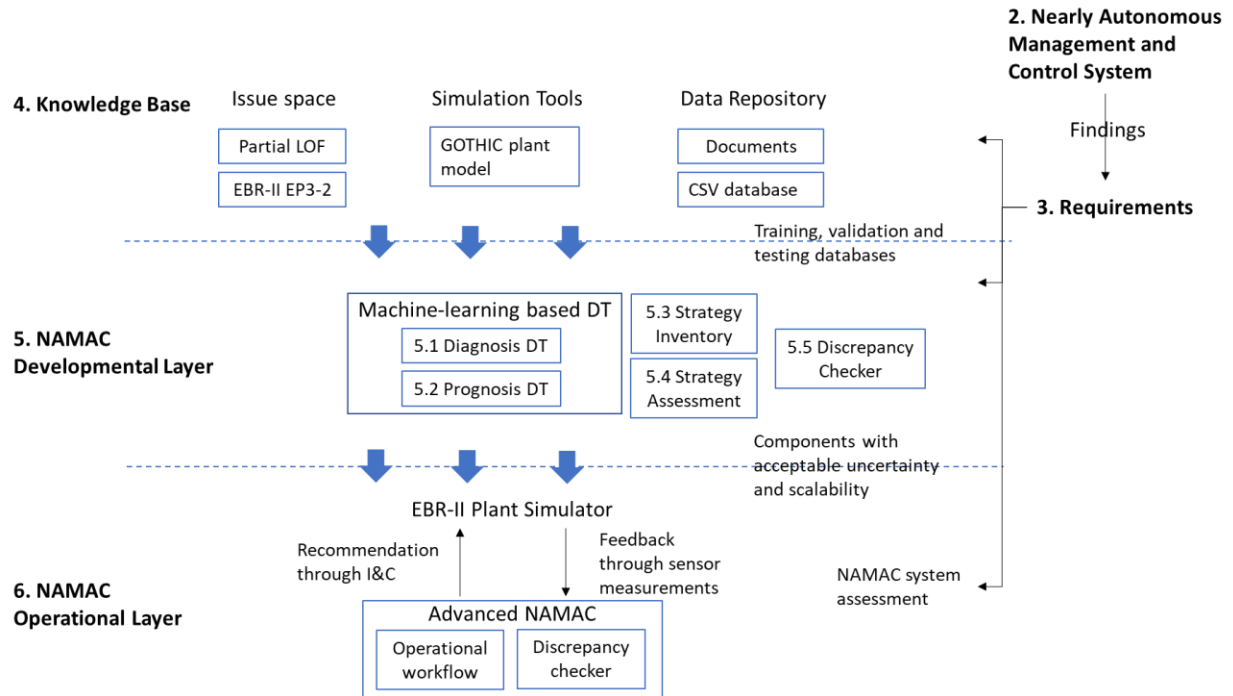 2. Nearly Autonomous
Management and
Control System
4. Knowledge Base
Issue space
Simulation Tools
Data Repository
Findings
Partial LOF
EBR-II EP3-2
GOTHIC plant
model
Documents
CSV database
3. Requirements
Training, validation and
testing databases
5. NAMAC
Developmental Layer
Machine-learning based DT
5.1 Diagnosis DT
5.2 Prognosis DT
5.3 Strategy
Inventory
5.4 Strategy
Assessment
5.5 Discrepancy
Checker
Components with
acceptable uncertainty
and scalability
EBR-II Plant Simulator
Recommendation
through I&C
Feedback
through sensor
measurements
NAMAC system
assessment
6. NAMAC
Operational Layer
Advanced NAMAC
Operational
workflow
Discrepancy
checker